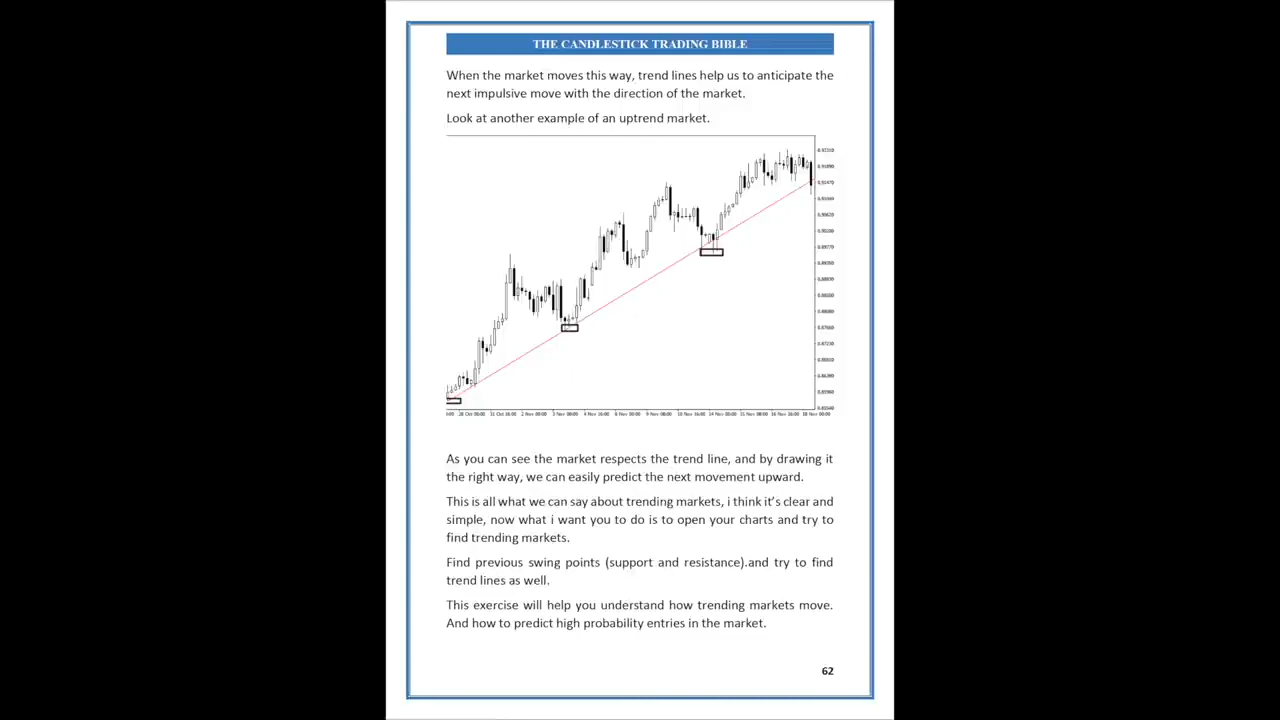 THE CANDLESTICK TRADING BIBLE
When the market moves this way, trend lines help us to anticipate the
next impulsive move with the direction of the market.
Look at another example of an uptrend market.
As you can see the market respects the trend line, and by drawing it
the right way, we can easily predict the next movement upward.
This is all what we can say about trending markets, i think it's clear and
simple, now what i want you to do is to open your charts and try to
find trending markets.
Find previous swing points (support and resistance).and try to find
trend lines as well.
This exercise will help you understand how trending markets move.
And how to predict high probability entries in the market.
62